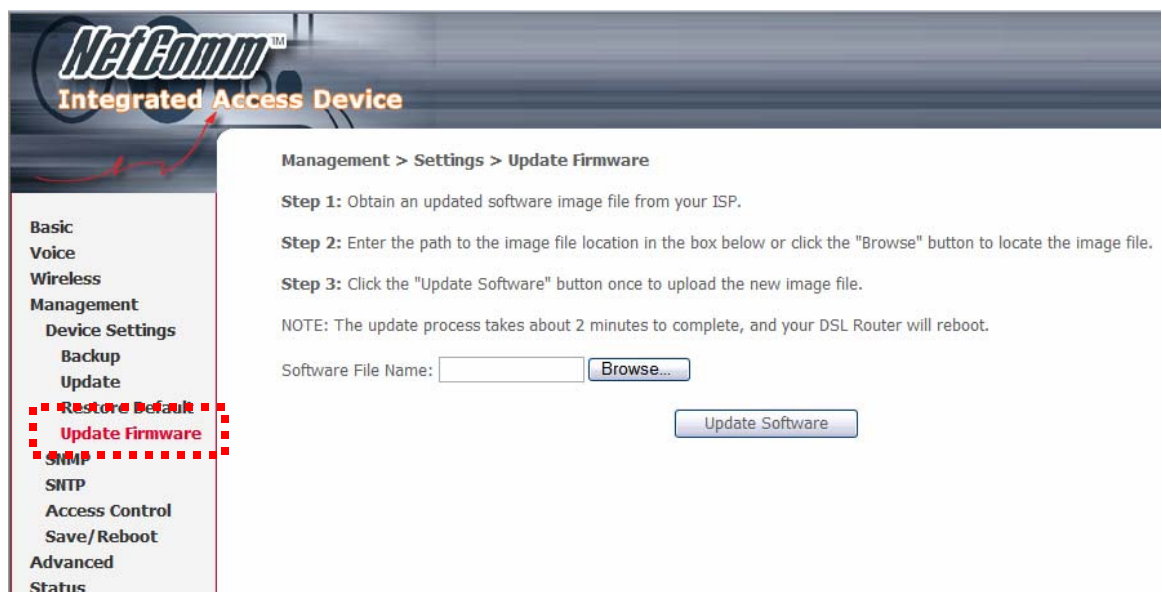 NetComm™
Integrated Access Device
Management > Settings > Update Firmware
Step 1: Obtain an updated software image file from your ISP.
Step 2: Enter the path to the image file location in the box below or click the "Browse" button to locate the image file.
Step 3: Click the "Update Software" button once to upload the new image file.
NOTE: The update process takes about 2 minutes to complete, and your DSL Router will reboot.
Software File Name: Browse...
Update Software
Basic
Voice
Wireless
Management
Device Settings
Backup
Update
Restore Default
Update Firmware
SNMP
SNTP
Access Control
Save/Reboot
Advanced
Status